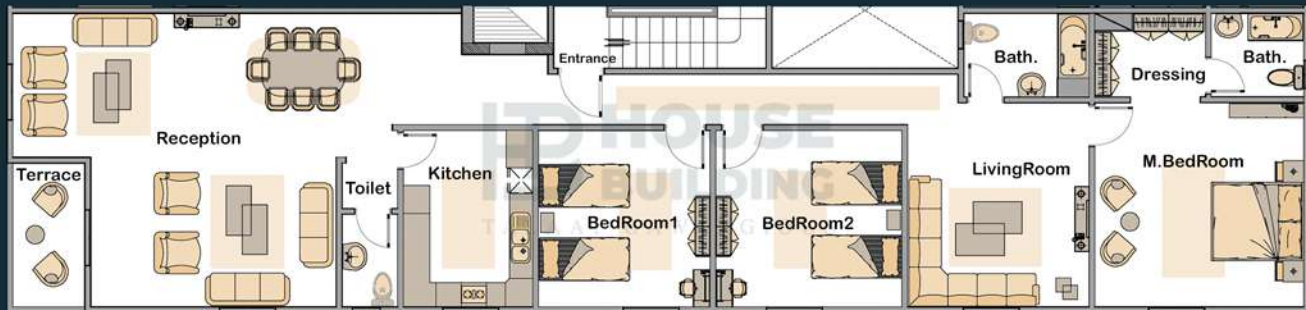 Entrance
Bath.
Bath.
Dressing
HOUSE
BUILDING
Reception
Terrace
Toilet
Kitchen
BedRoom1
BedRoom2
LivingRoom
M.BedRoom